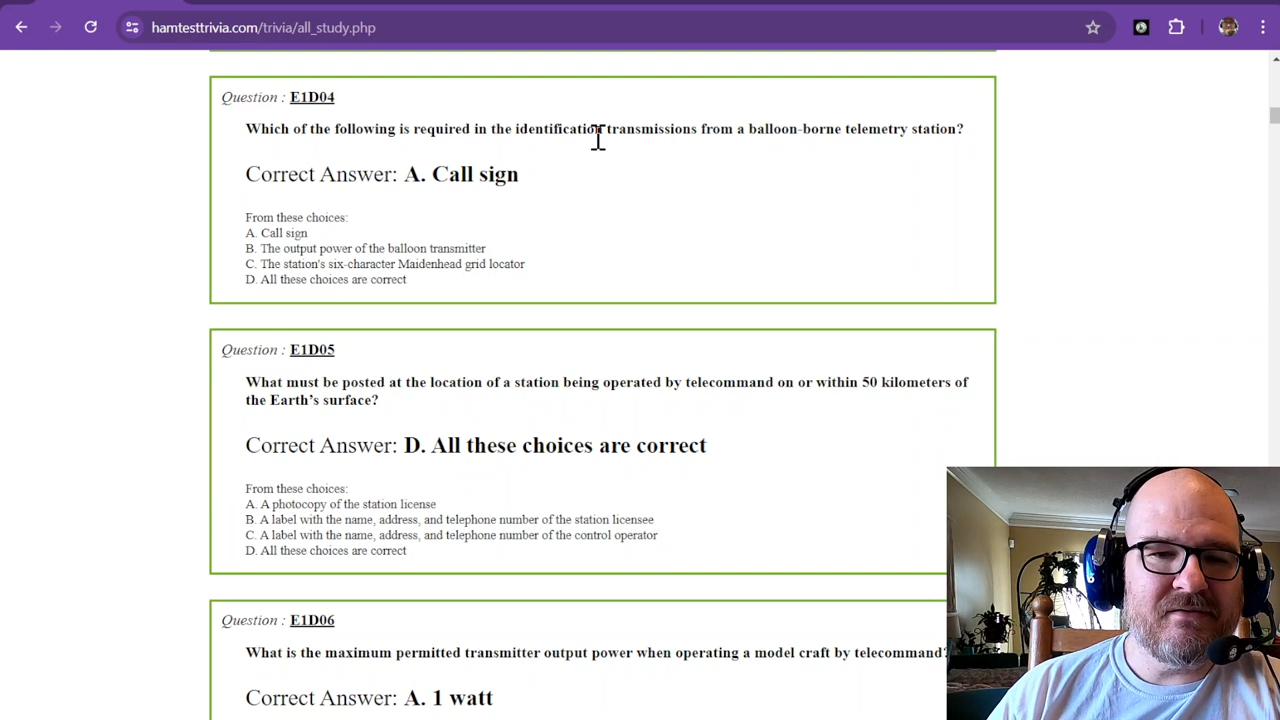 hamtesttrivia.com/trivia/all_study.php
Question : E1D04
Which of the following is required in the identification transmissions from a balloon-borne telemetry station?
Correct Answer: A. Call sign
From these choices:
A. Call sign
B. The output power of the balloon transmitter
C. The station's six-character Maidenhead grid locator
D. All these choices are correct
Question : E1D05
What must be posted at the location of a station being operated by telecommand on or within 50 kilometers of
the Earth’s surface?
Correct Answer: D. All these choices are correct
From these choices:
A. A photocopy of the station license
B. A label with the name, address, and telephone number of the station licensee
C. A label with the name, address, and telephone number of the control operator
D. All these choices are correct
Question : E1D06
What is the maximum permitted transmitter output power when operating a model craft by telecommand?
Correct Answer: A. 1 watt